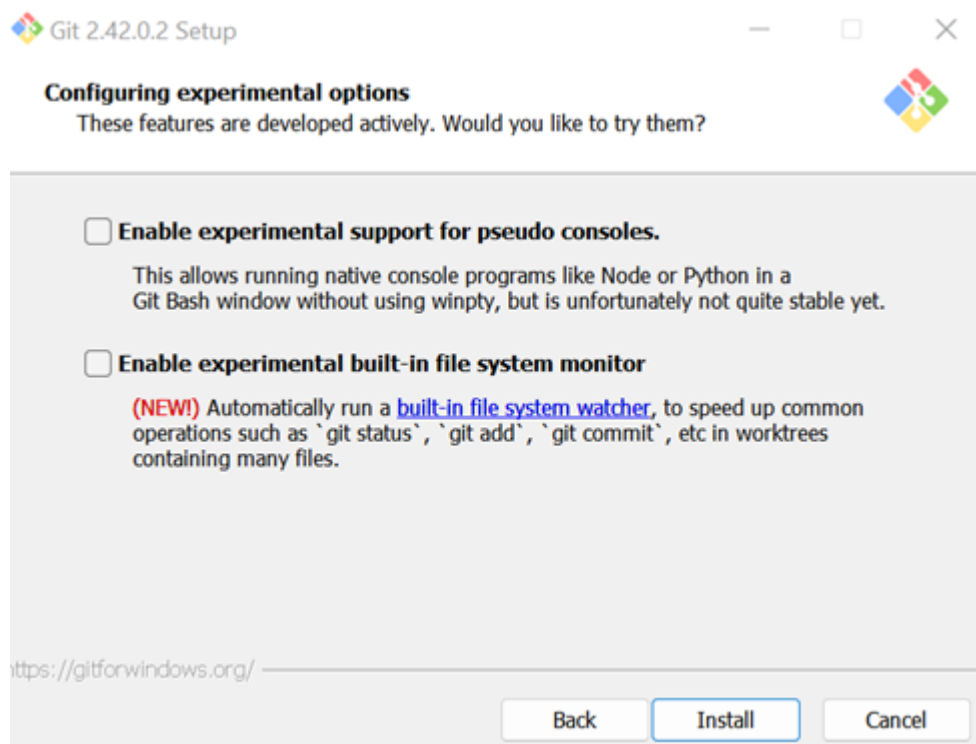 Git 2.42.0.2 Setup
Configuring experimental options
These features are developed actively. Would you like to try them?
Enable experimental support for pseudo consoles.
This allows running native console programs like Node or Python in a
Git Bash window without using winpty, but is unfortunately not quite stable yet.
Enable experimental built-in file system monitor
(NEW!) Automatically run a built-in file system watcher, to speed up common
operations such as `git status`, `git add`, `git commit`, etc in worktrees
containing many files.
https://gitforwindows.org/
Back Install Cancel